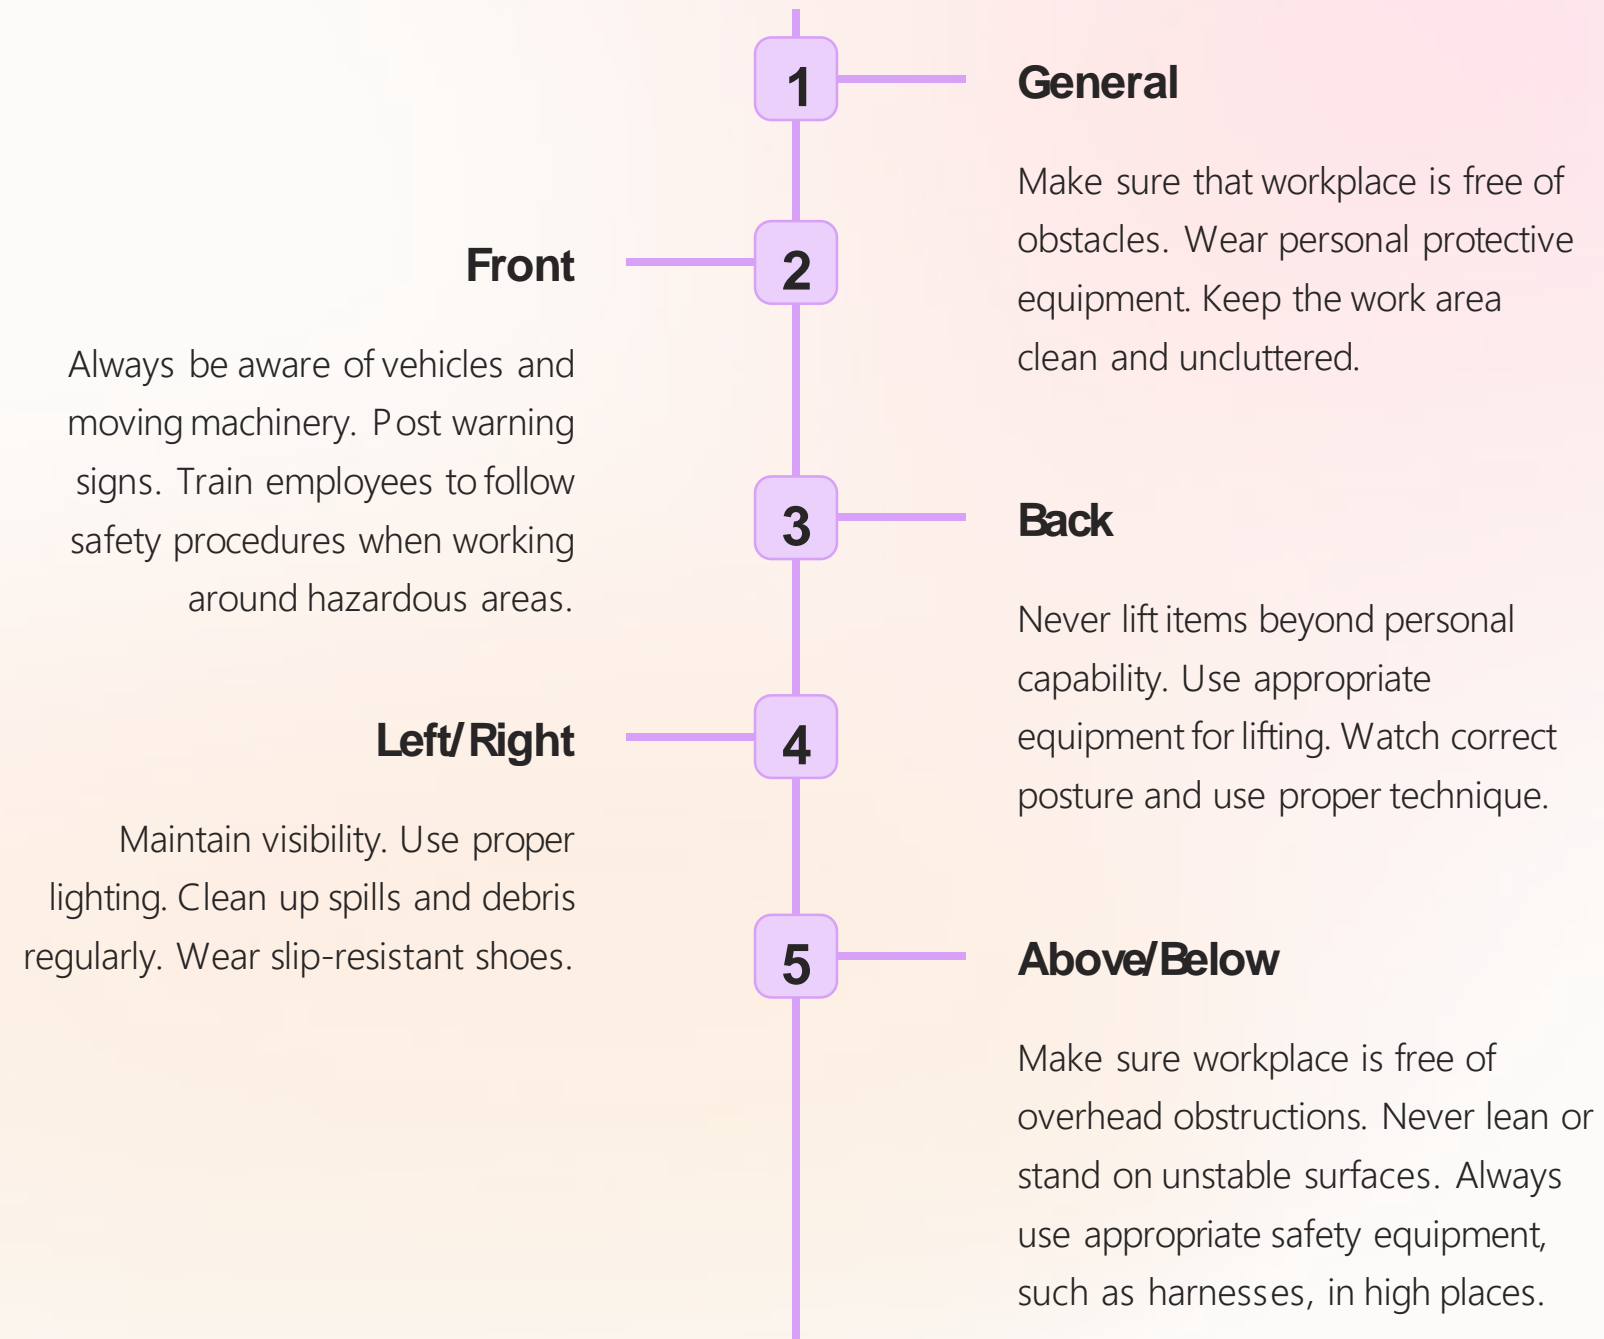 1
General
Make sure that workplace is free of
obstacles. Wear personal protective
equipment. Keep the work area
clean and uncluttered.
2
Front
Always be aware of vehicles and
moving machinery. Post warning
signs. Train employees to follow
safety procedures when working
around hazardous areas.
3
Back
Never lift items beyond personal
capability. Use appropriate
equipment for lifting. Watch correct
posture and use proper technique.
4
Left/Right
Maintain visibility. Use proper
lighting. Clean up spills and debris
regularly. Wear slip-resistant shoes.
5
Above/Below
Make sure workplace is free of
overhead obstructions. Never lean or
stand on unstable surfaces. Always
use appropriate safety equipment,
such as harnesses, in high places.